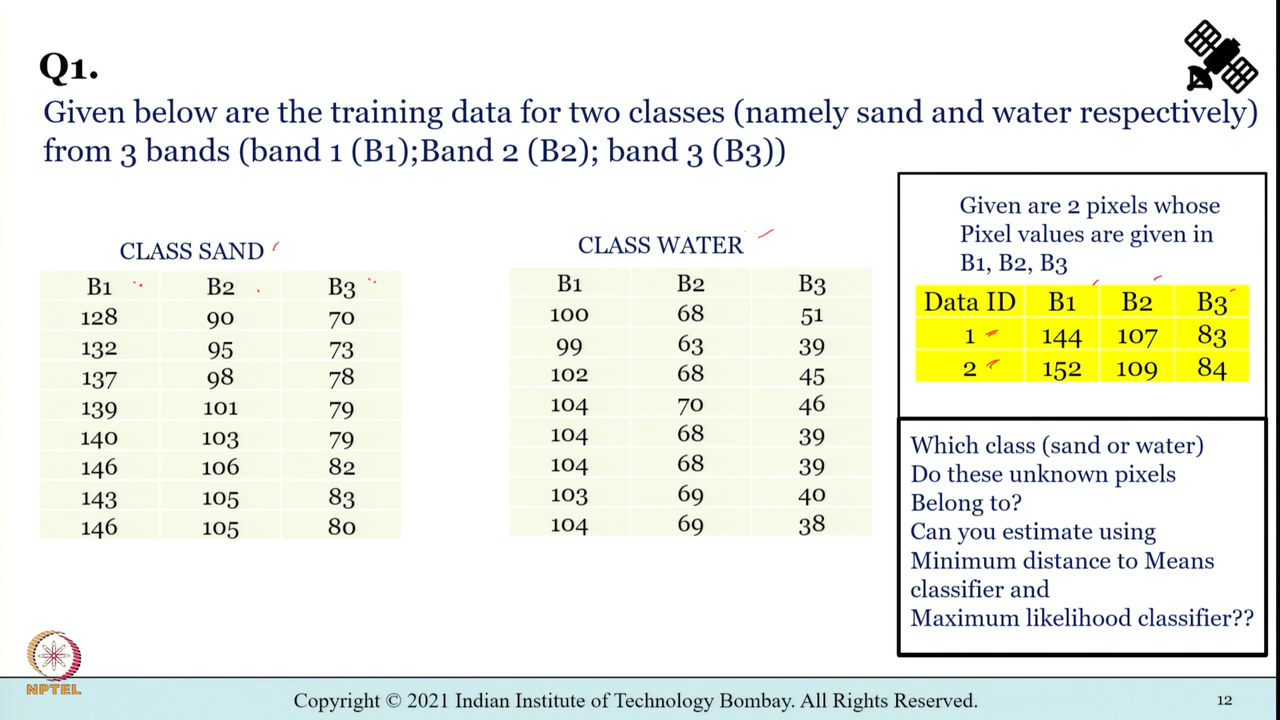 Q1.
Given below are the training data for two classes (namely sand and water respectively)
from 3 bands (band 1 (B1);Band 2 (B2); band 3 (B3))
CLASS SAND
B1 B2 B3
128 90 70
132 95 73
137 98 78
139 101 79
140 103 79
146 106 82
143 105 83
146 105 80
CLASS WATER
B1 B2 B3
100 68 51
99 63 39
102 68 45
104 70 46
104 68 39
104 68 39
103 69 40
104 69 38
Given are 2 pixels whose
Pixel values are given in
B1, B2, B3
Data ID B1 B2 B3
1 144 107 83
2 152 109 84
Which class (sand or water)
Do these unknown pixels
Belong to?
Can you estimate using
Minimum distance to Means
classifier and
Maximum likelihood classifier??
NPTEL
Copyright © 2021 Indian Institute of Technology Bombay. All Rights Reserved.
12